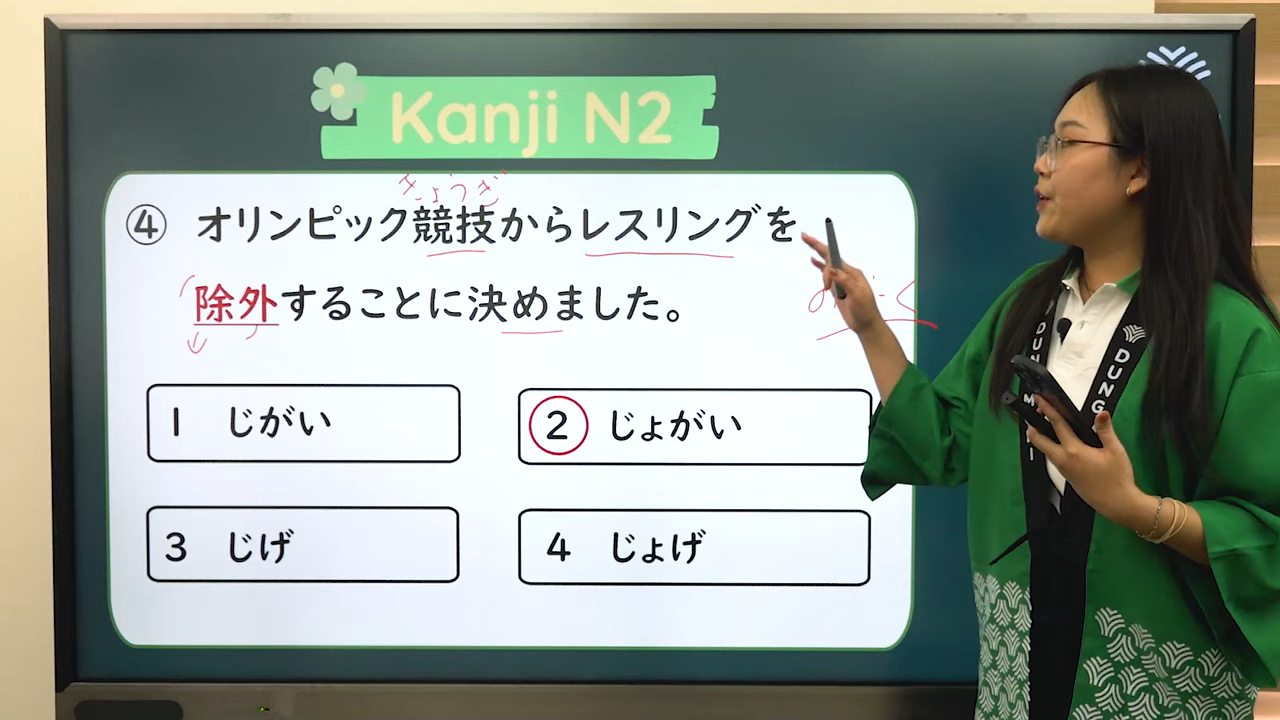 Kanji N2
きょうぎ
④ オリンピック競技からレスリングを
除外することに決めました。
1 じがい
2 じょがい
3 じげ
4 じょげ
DUNG